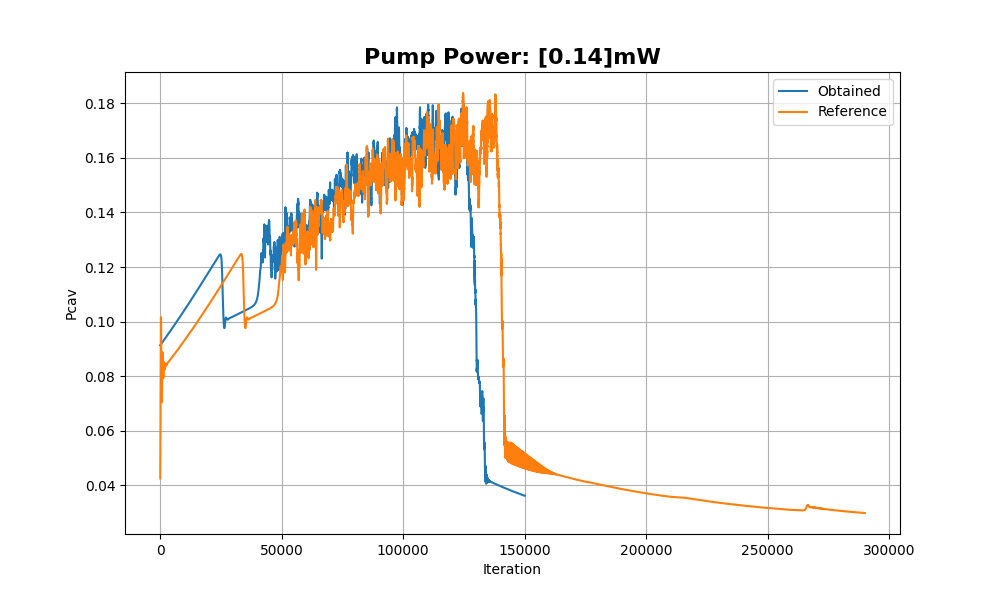 Pump Power: [0.14]mW
Obtained
Reference
Pcav
0.18
0.16
0.14
0.12
0.10
0.08
0.06
0.04
0 50000 100000 150000 200000 250000 300000
Iteration